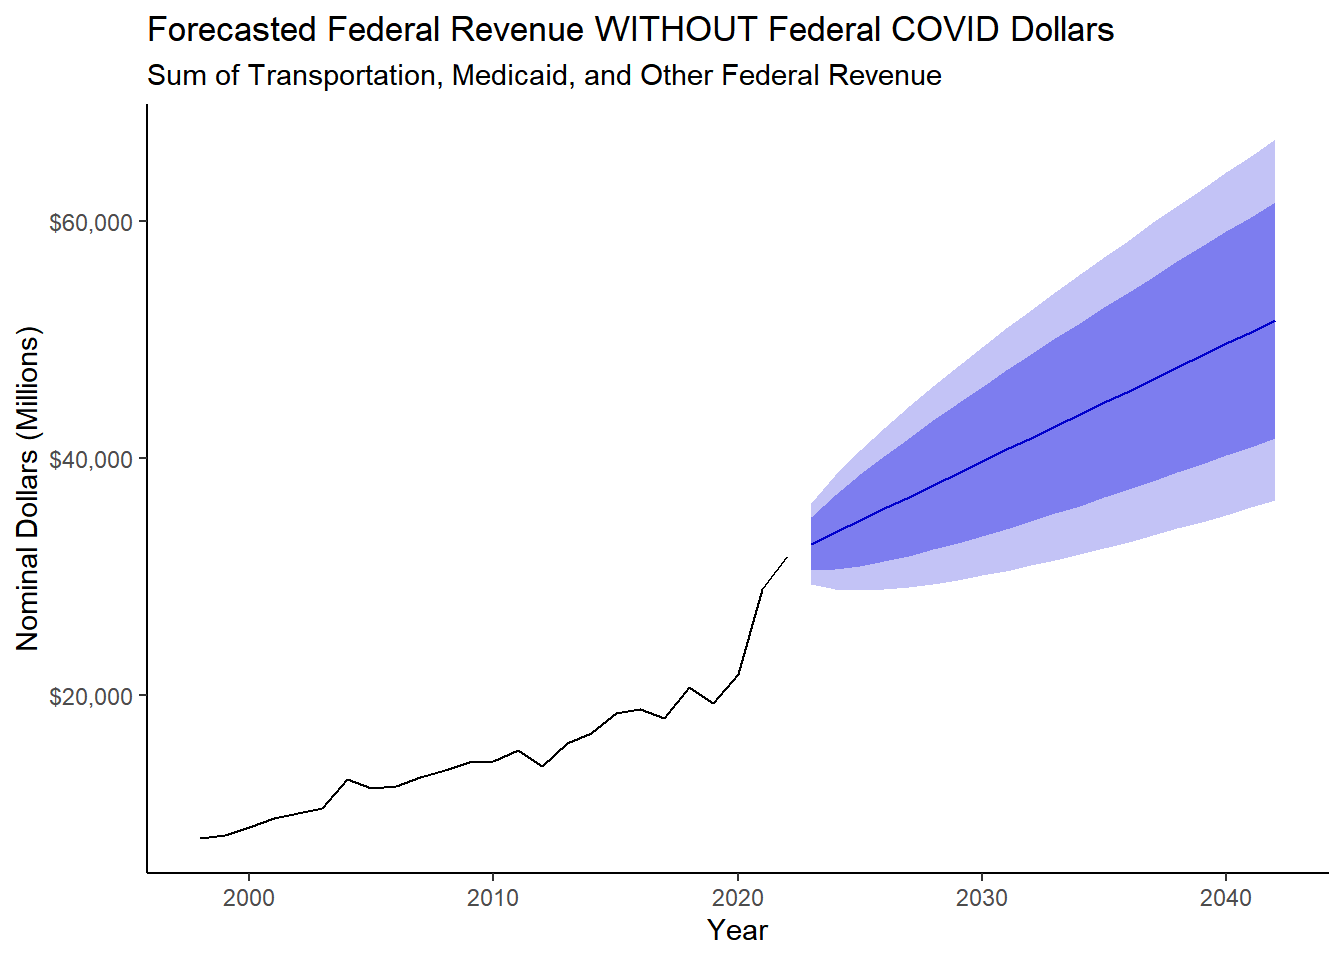 Forecasted Federal Revenue WITHOUT Federal COVID Dollars
Sum of Transportation, Medicaid, and Other Federal Revenue
Nominal Dollars (Millions)
$60,000
$40,000
$20,000
2000 2010 2020 2030 2040
Year